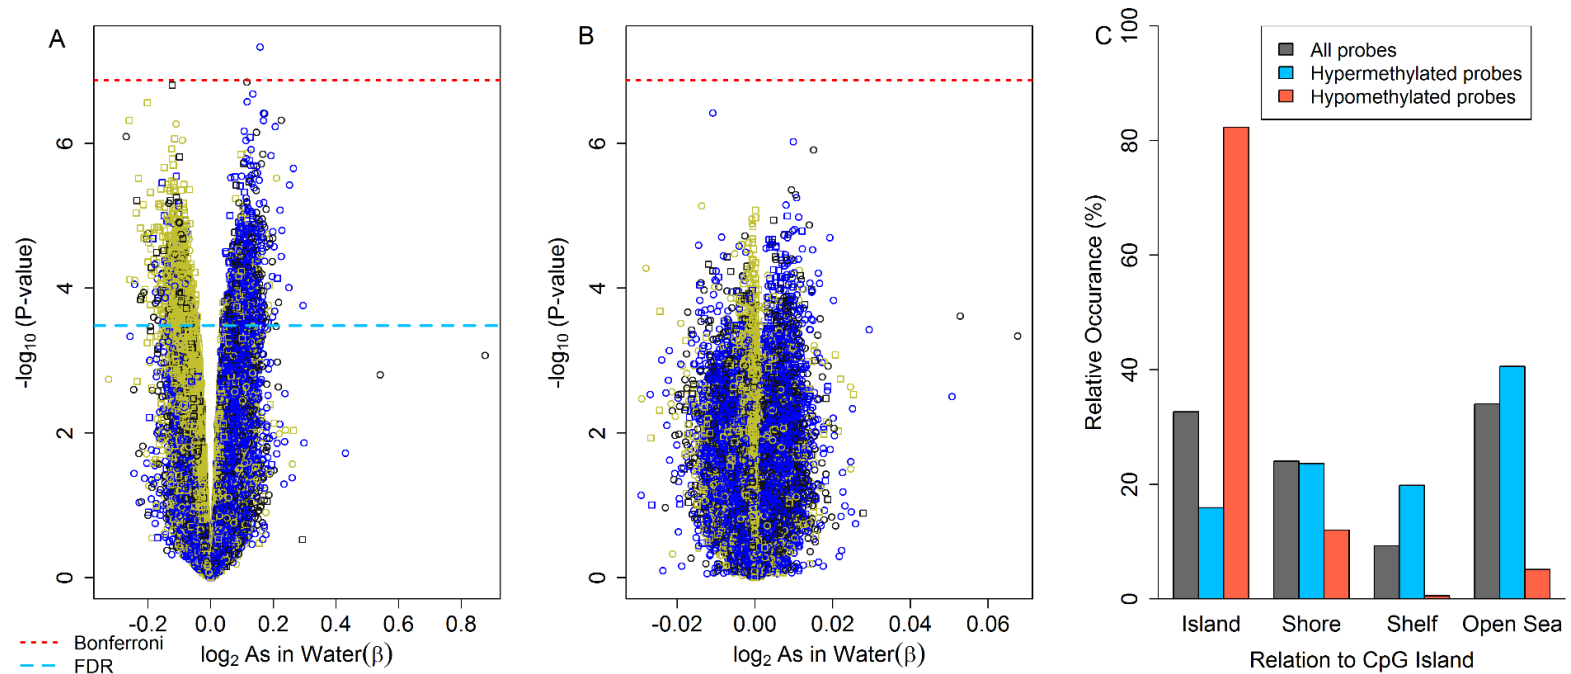 A
-log10 (P-value)
6
4
2
0
-0.2 0.0 0.2 0.4 0.6 0.8
log2 As in Water(β)
Bonferroni
FDR
B
-log10 (P-value)
6
4
2
0
-0.02 0.00 0.02 0.04 0.06
log2 As in Water(β)
C
All probes
Hypermethylated probes
Hypomethylated probes
Relative Occurance (%)
100
80
60
40
20
0
Island Shore Shelf Open Sea
Relation to CpG Island